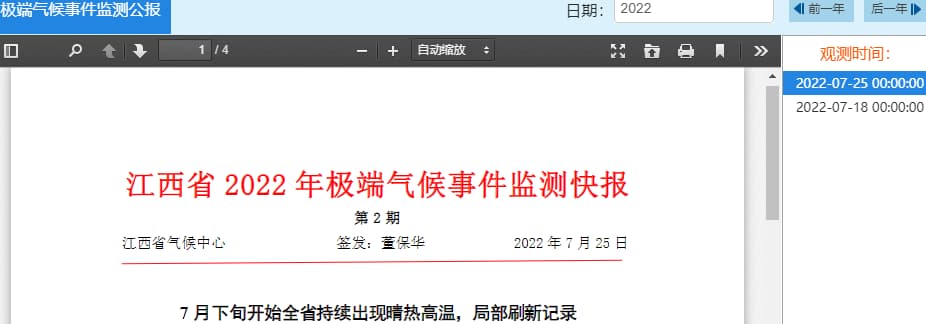 极端气候事件监测公报
日期: 2022 前一年 后一年
1 / 4 自动缩放
观测时间:
2022-07-25 00:00:00
2022-07-18 00:00:00
江西省 2022 年极端气候事件监测快报
第 2 期
江西省气候中心 签发：董保华 2022 年 7 月 25 日
7 月下旬开始全省持续出现晴热高温，局部刷新记录